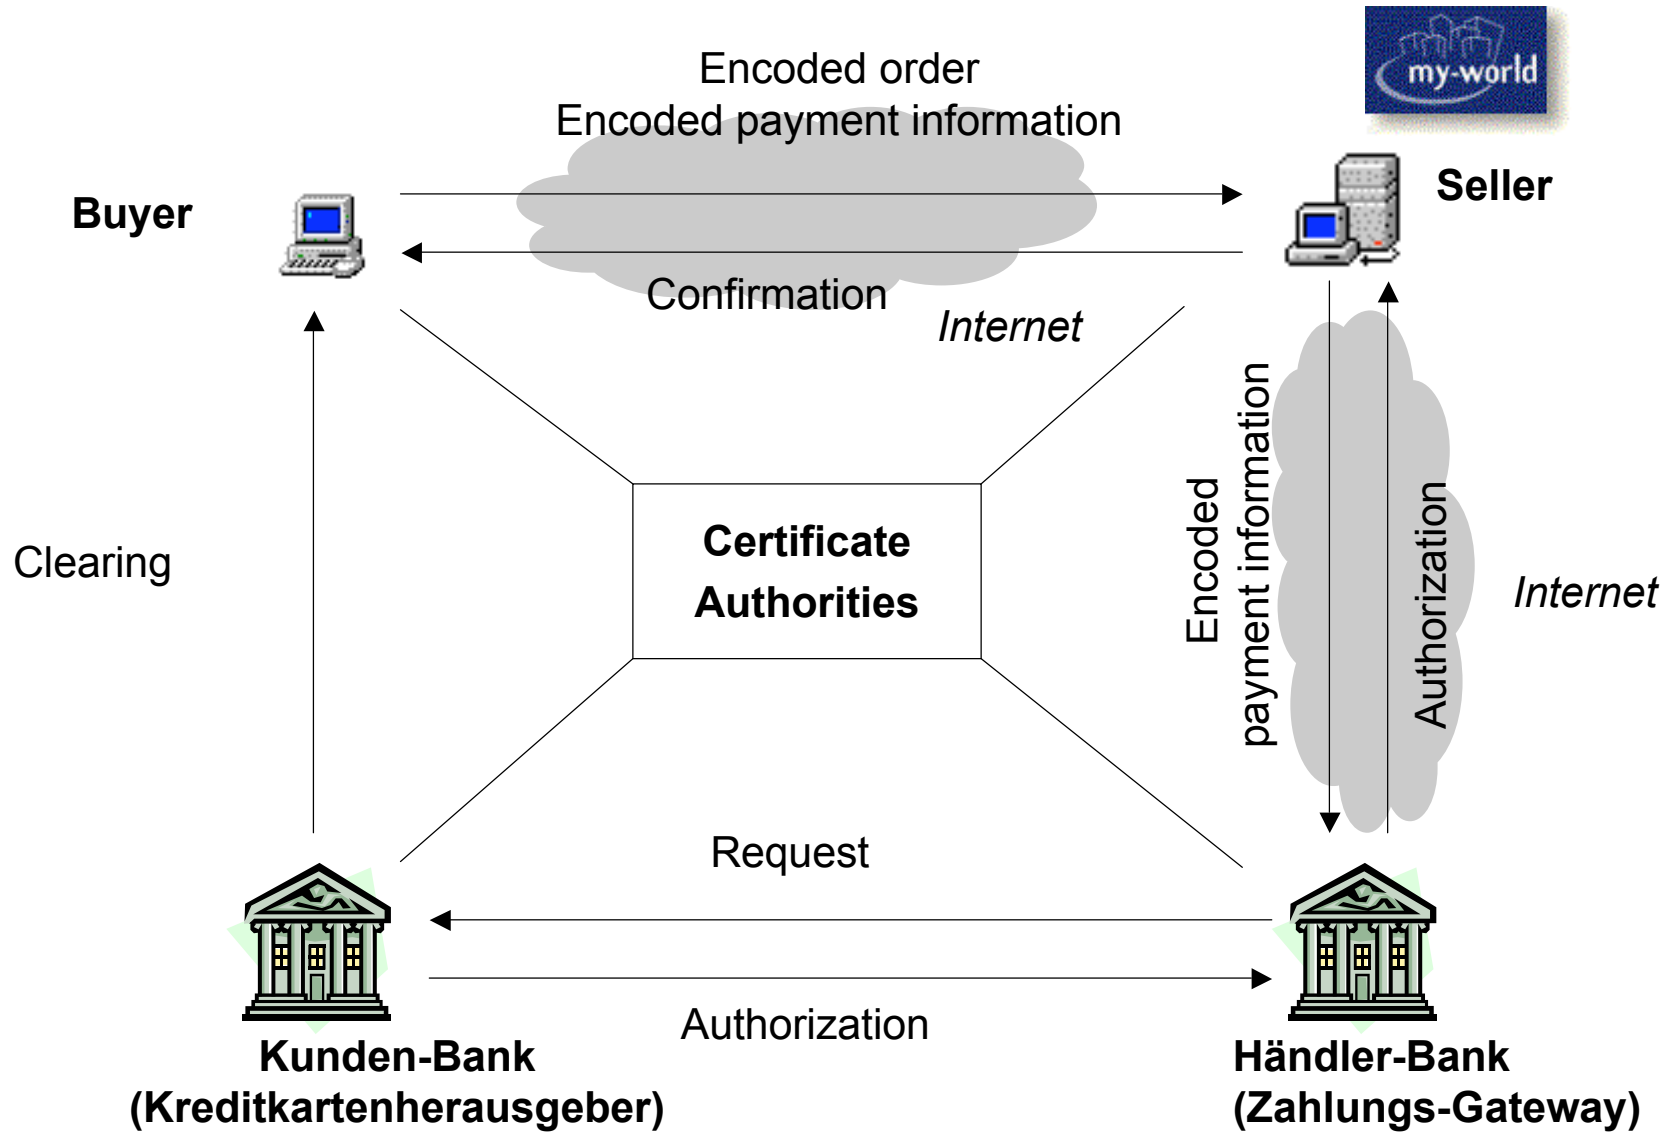 my-world
Encoded order
Encoded payment information
Buyer
Seller
Confirmation
Internet
Clearing
Certificate
Authorities
Encoded
payment information
Authorization
Internet
Request
Authorization
Kunden-Bank
(Kreditkartenherausgeber)
Händler-Bank
(Zahlungs-Gateway)